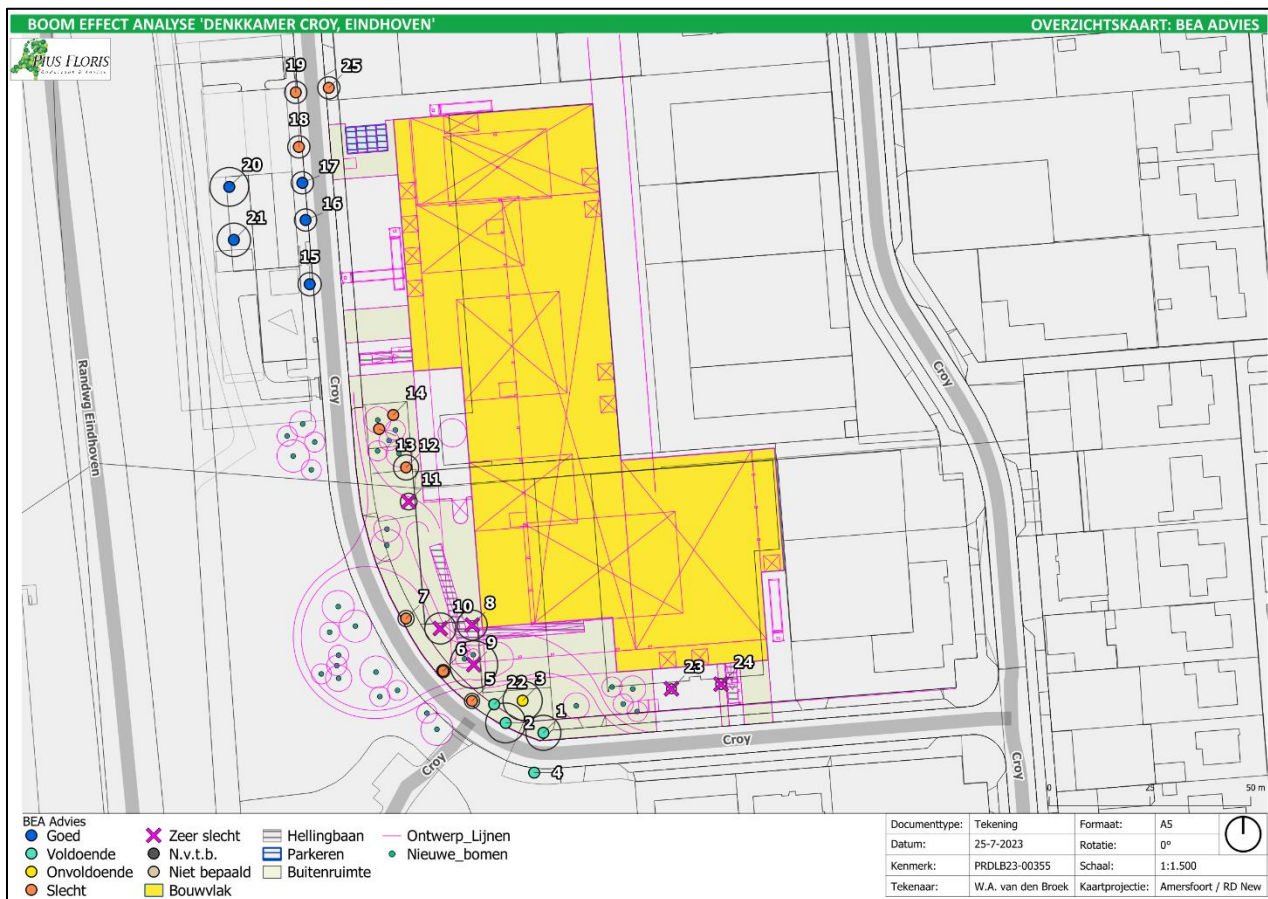 BOOM EFFECT ANALYSE 'DENKKAMER CROY, EINDHOVEN'
OVERZICHTSKAART: BEA ADVIES
PIUS FLORIS
19
25
18
20
17
16
21
15
Randwg Eindhoven
Croy
Croy
14
13
12
11
7
10
8
9
6
5
22
3
2
1
4
23
24
Croy
Croy
Croy
0
25
50 m
BEA Advies
Goed
Voldoende
Onvoldoende
Slecht
Zeer slecht
N.v.t.b.
Niet bepaald
Bouwvlak
Hellingbaan
Parkeren
Buitenruimte
Ontwerp_Lijnen
Nieuwe_bomen
Documenttype: Tekening Formaat: A5
Datum: 25-7-2023 Rotatie: 0°
Kenmerk: PRDLB23-00355 Schaal: 1:1.500
Tekenaar: W.A. van den Broek Kaartprojectie: Amersfoort / RD New